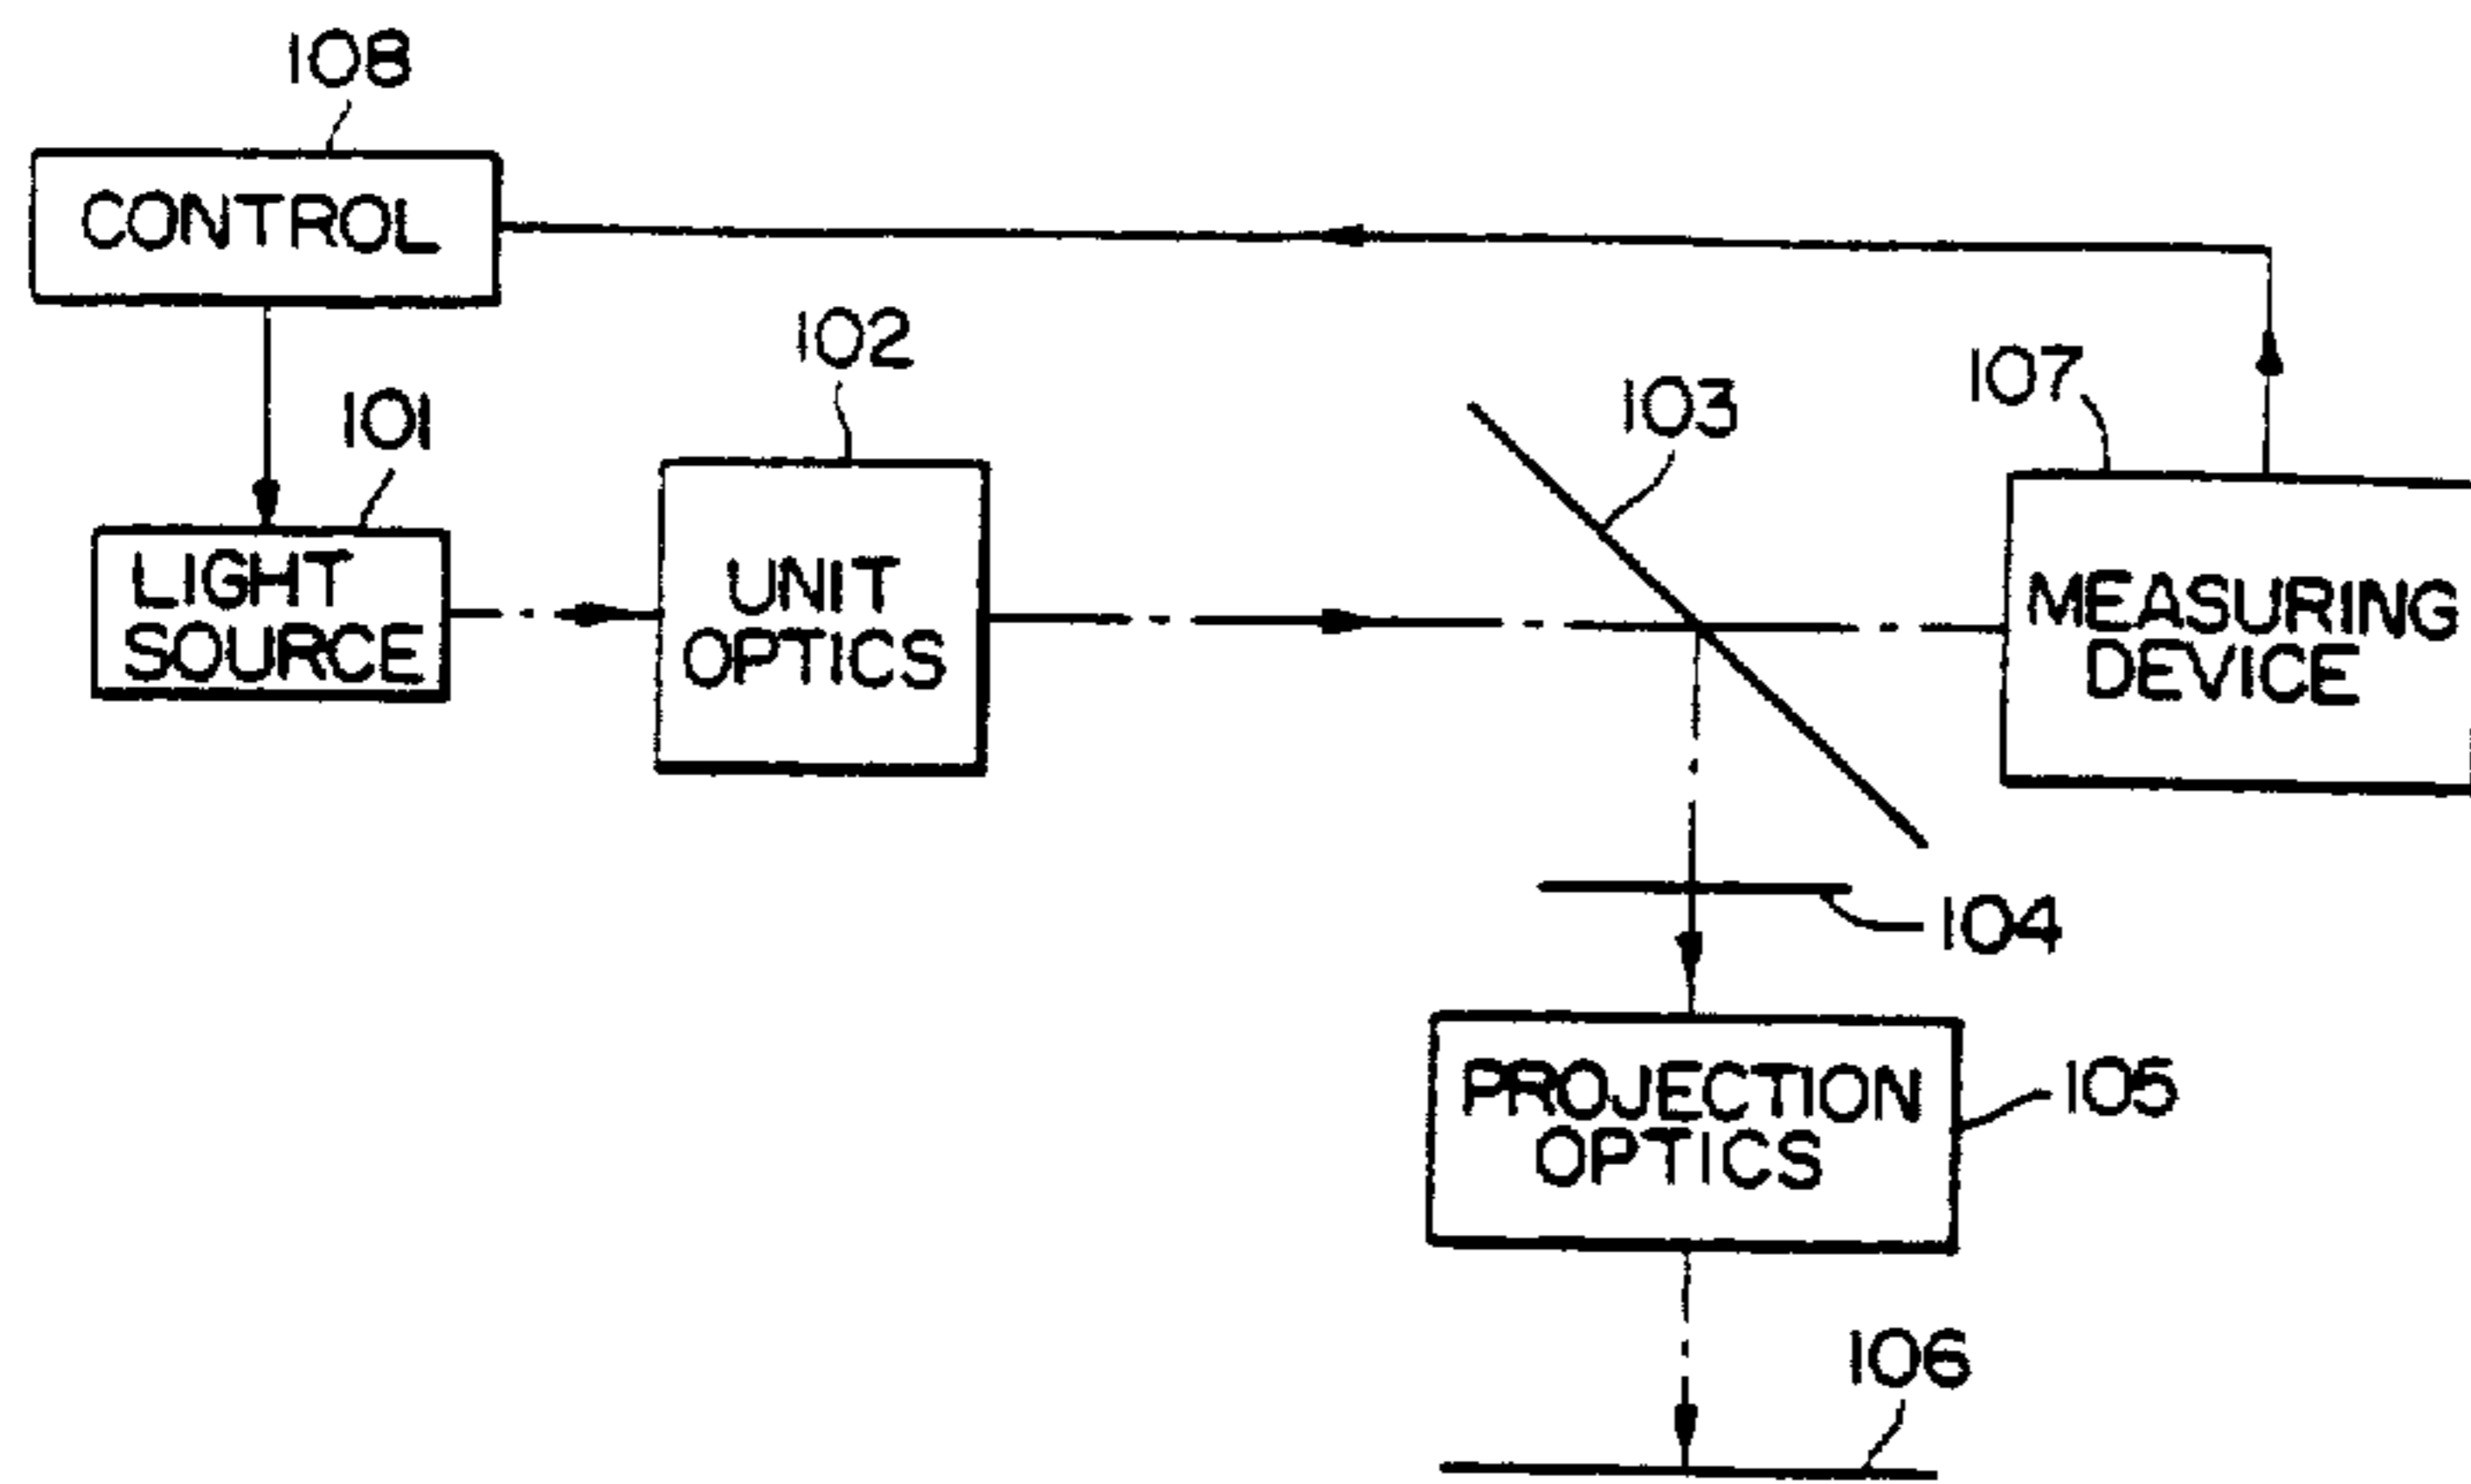 108
CONTROL
102
107
103
101
LIGHT
SOURCE
UNIT
OPTICS
MEASURING
DEVICE
104
PROJECTION
OPTICS
105
106